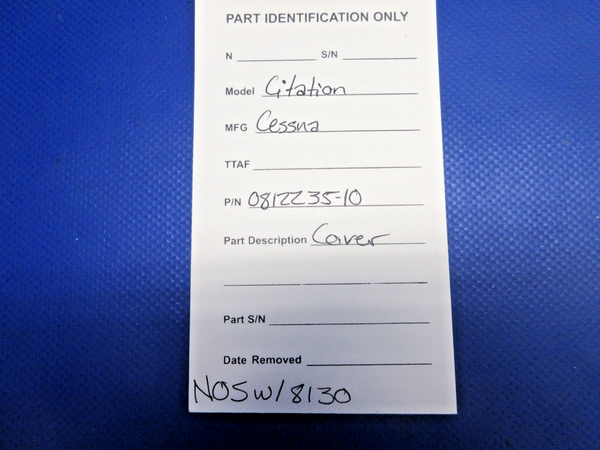 PART IDENTIFICATION ONLY
N S/N
Model Citation
MFG Cessna
TTAF
P/N 0812235-10
Part Description Cover
Part S/N
Date Removed
NOS w/ 8130